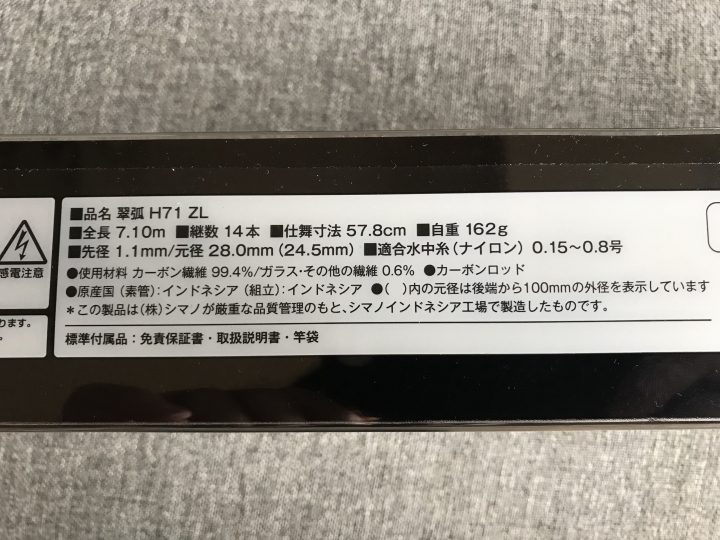 ■品名 翠弧 H71 ZL
■全長 7.10m ■継数 14本 ■仕舞寸法 57.8cm ■自重 162g
■先径 1.1mm/元径 28.0mm(24.5mm) ■適合水中糸(ナイロン) 0.15〜0.8号
●使用材料 カーボン繊維 99.4%/ガラス・その他の繊維 0.6% ●カーボンロッド
●原産国(素管):インドネシア(組立):インドネシア ●( )内の元径は後端から100mmの外径を表示しています
*この製品は(株)シマノが厳重な品質管理のもと、シマノインドネシア工場で製造したものです。
標準付属品:免責保証書・取扱説明書・竿袋
感電注意
ります。